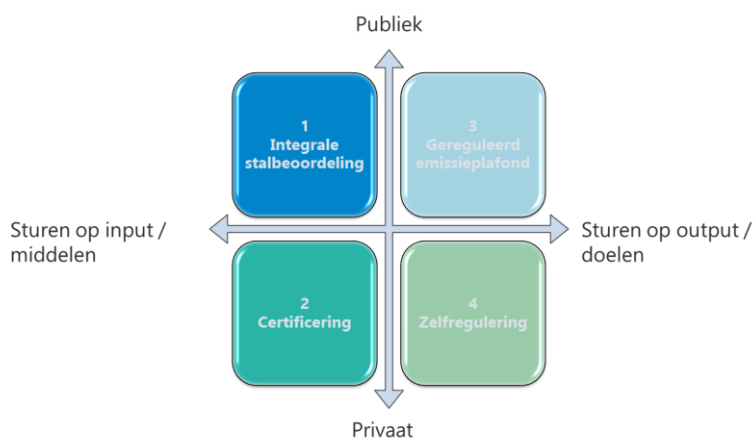 Publiek
1
Integrale
stalbeoordeling
3
Gereguleerd
emissieplafond
Sturen op input /
middelen
Sturen op output /
doelen
2
Certificering
4
Zelfregulering
Privaat